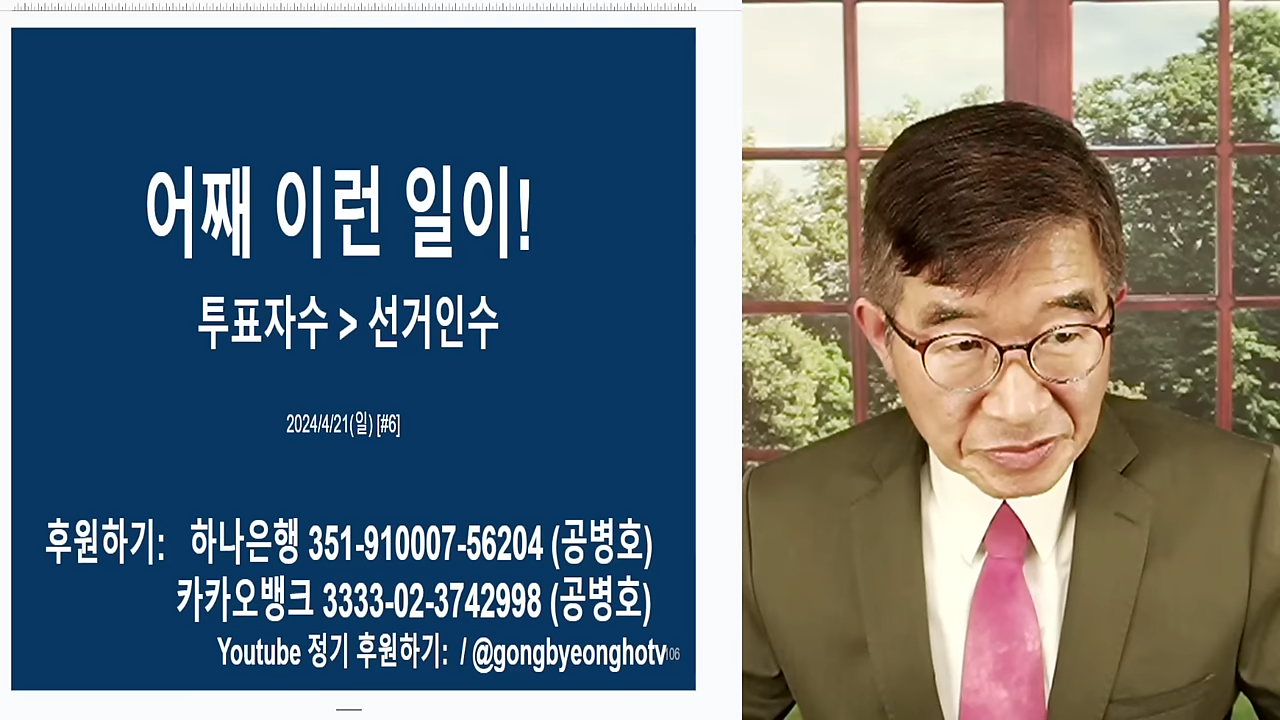 어째 이런 일이!
투표자수 > 선거인수
2024/4/21(일) [#6]
후원하기: 하나은행 351-910007-56204 (공병호)
카카오뱅크 3333-02-3742998 (공병호)
Youtube 정기 후원하기: / @gongbyeonghotv
106